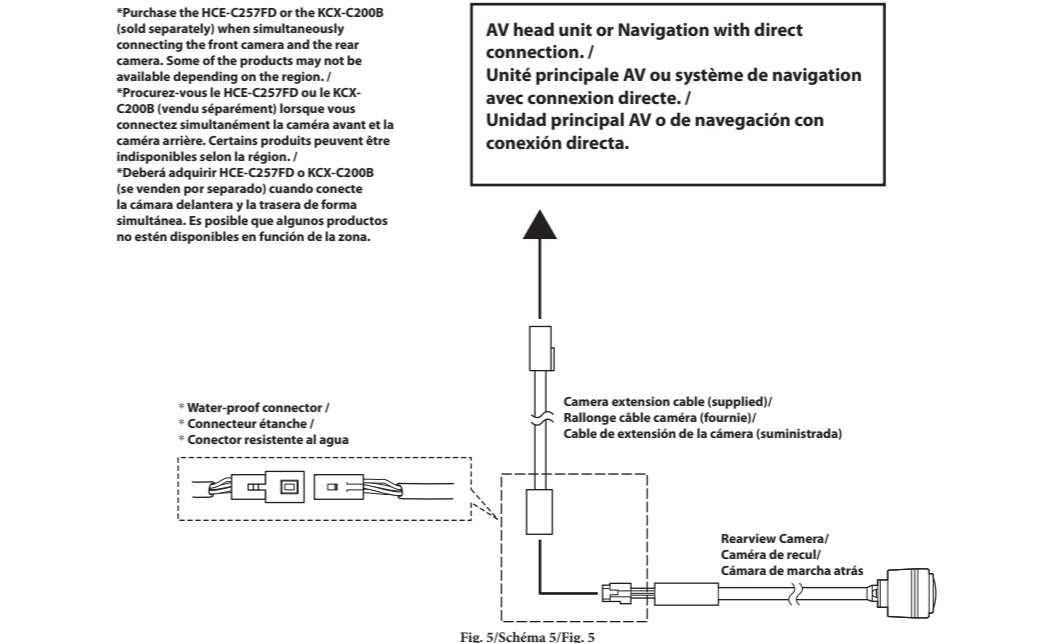 *Purchase the HCE-C257FD or the KCX-C200B
(sold separately) when simultaneously
connecting the front camera and the rear
camera. Some of the products may not be
available depending on the region. /
*Procurez-vous le HCE-C257FD ou le KCX-
C200B (vendu séparément) lorsque vous
connectez simultanément la caméra avant et la
caméra arrière. Certains produits peuvent être
indisponibles selon la région. /
*Deberá adquirir HCE-C257FD o KCX-C200B
(se venden por separado) cuando conecte
la cámara delantera y la trasera de forma
simultánea. Es posible que algunos productos
no estén disponibles en función de la zona.
AV head unit or Navigation with direct
connection. /
Unité principale AV ou système de navigation
avec connexion directe. /
Unidad principal AV o de navegación con
conexión directa.
Camera extension cable (supplied)/
Rallonge câble caméra (fournie)/
Cable de extensión de la cámera (suministrada)
* Water-proof connector /
* Connecteur étanche /
* Conector resistente al agua
Rearview Camera/
Caméra de recul/
Cámara de marcha atrás
Fig. 5/Schéma 5/Fig. 5